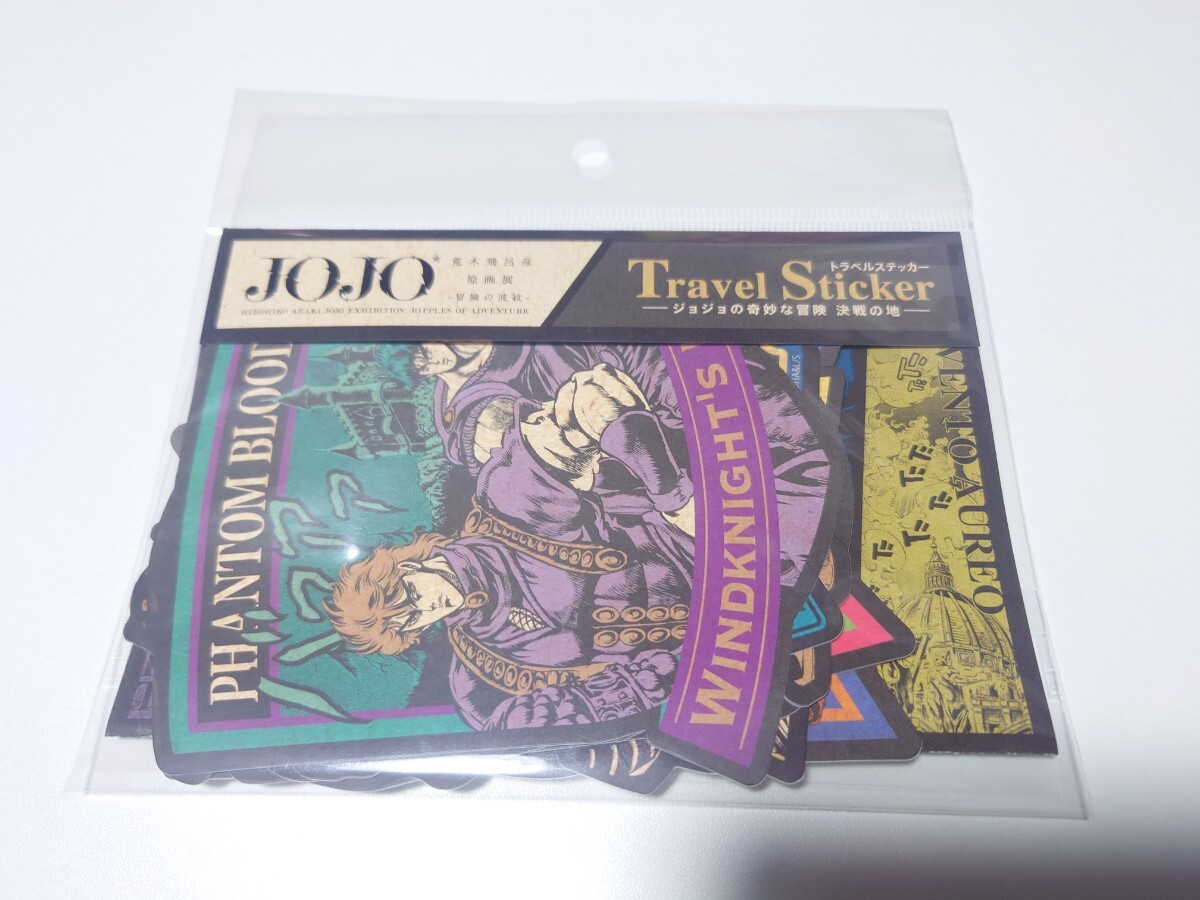 JOJO
荒木飛呂彦
原画展
-冒険の波紋-
HIROHIKO ARAKI JOJO EXHIBITION, RIPPLES OF ADVENTURE
トラベルステッカー
Travel Sticker
ジョジョの奇妙な冒険 決戦の地
PHANTOM BLOOD
WINDKNIGHT'S
VENTO AUREO